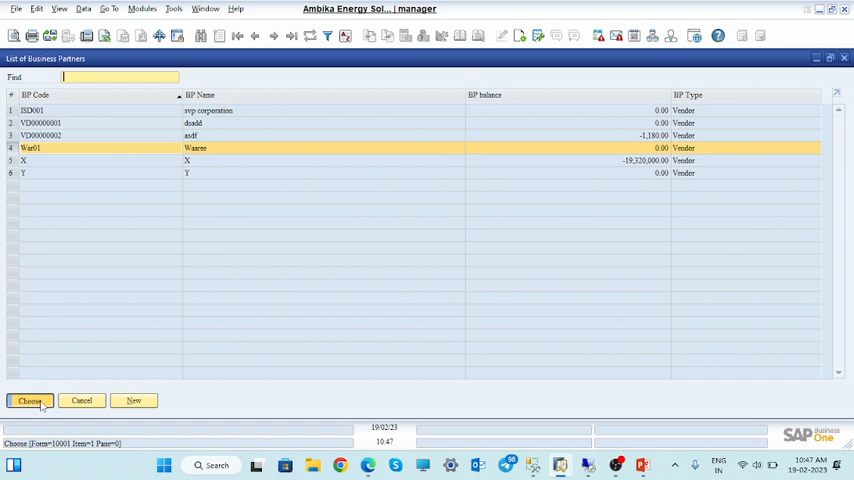 File Edit View Data Go To Modules Tools Window Help
Ambika Energy Sol... | manager
List of Business Partners
Find
# BP Code BP Name BP balance BP Type
1 ISD001 svp corporation 0.00 Vendor
2 VD00000001 dsadd 0.00 Vendor
3 VD00000002 asdf -1,180.00 Vendor
4 War01 Waaree 0.00 Vendor
5 X X -19,320,000.00 Vendor
6 Y Y 0.00 Vendor
Choose Cancel New
19/02/23
10:47
Choose [Form=10001 Item=1 Pane=0]
SAP Business One
Search
98
ENG
IN
10:47 AM
19-02-2023